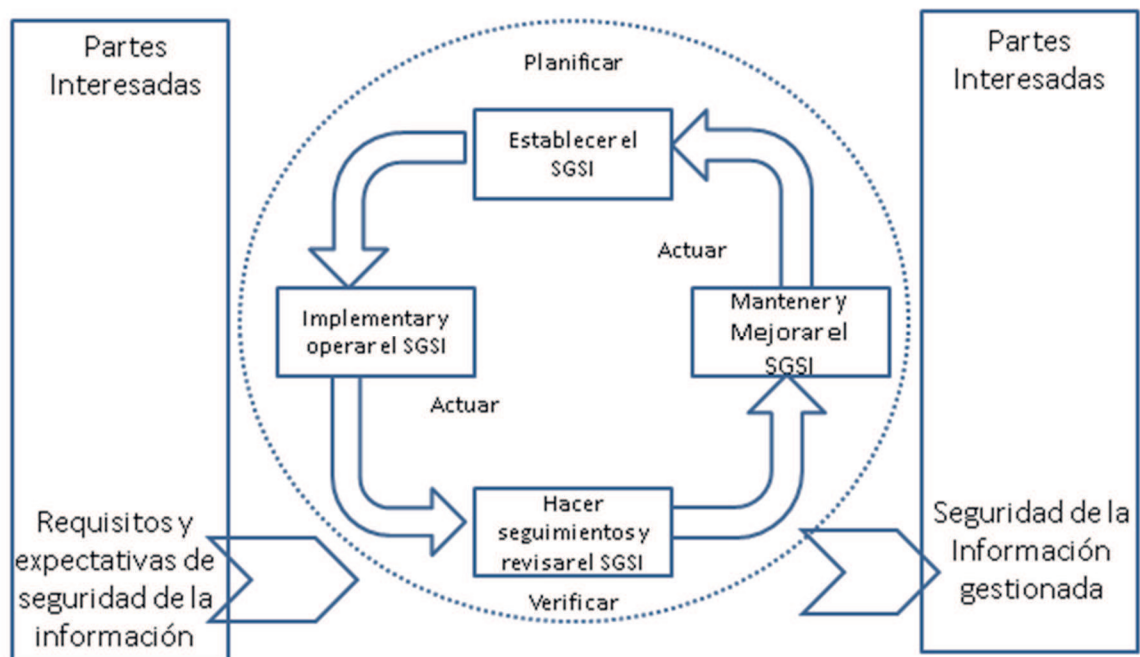 Partes
Interesadas
Requisitos y
expectativas de
seguridad de la
información
Planificar
Establecer el
SGSI
Actuar
Implementar y
operar el SGSI
Mantener y
Mejorar el
SGSI
Actuar
Hacer
seguimientos y
revisar el SGSI
Verificar
Partes
Interesadas
Seguridad de la
Información
gestionada